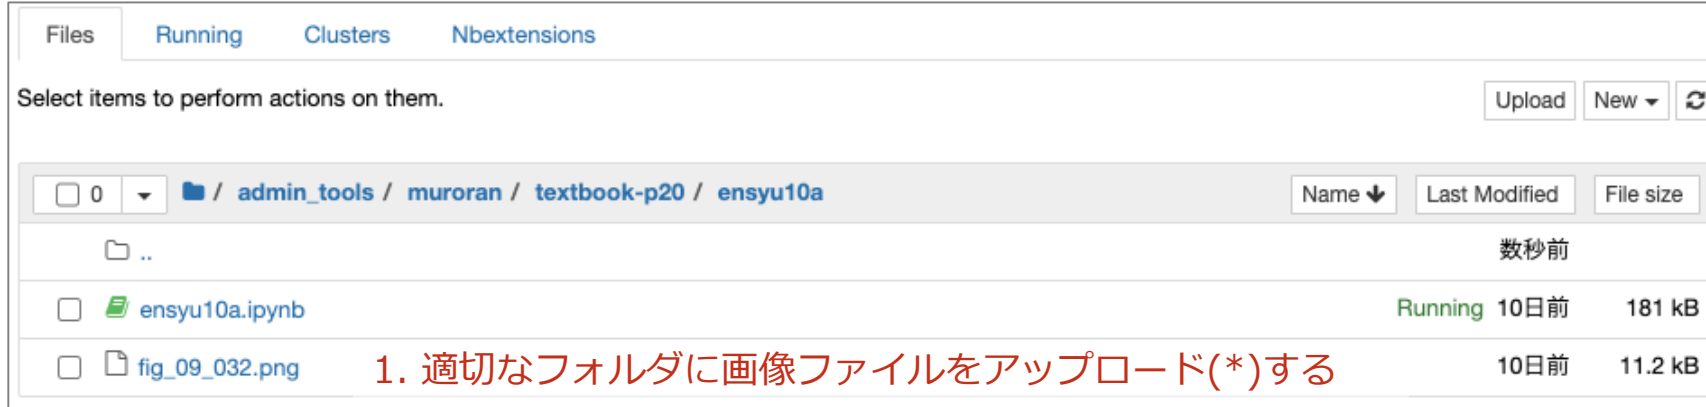 Files Running Clusters Nbextensions
Select items to perform actions on them.
Upload New
0 / admin_tools / muroran / textbook-p20 / ensyu10a Name Last Modified File size
.. 数秒前
ensyu10a.ipynb Running 10日前 181 kB
fig_09_032.png 1. 適切なフォルダに画像ファイルをアップロード(*)する 10日前 11.2 kB